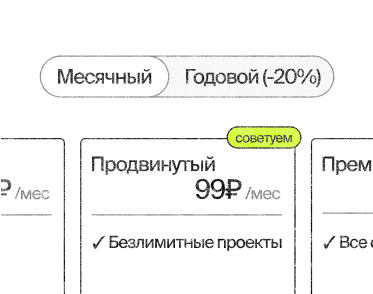 Месячный
Годовой (-20%)
советуем
Продвинутый
99₽ /мес
✓ Безлимитные проекты
₽ /мес
Прем
✓ Все